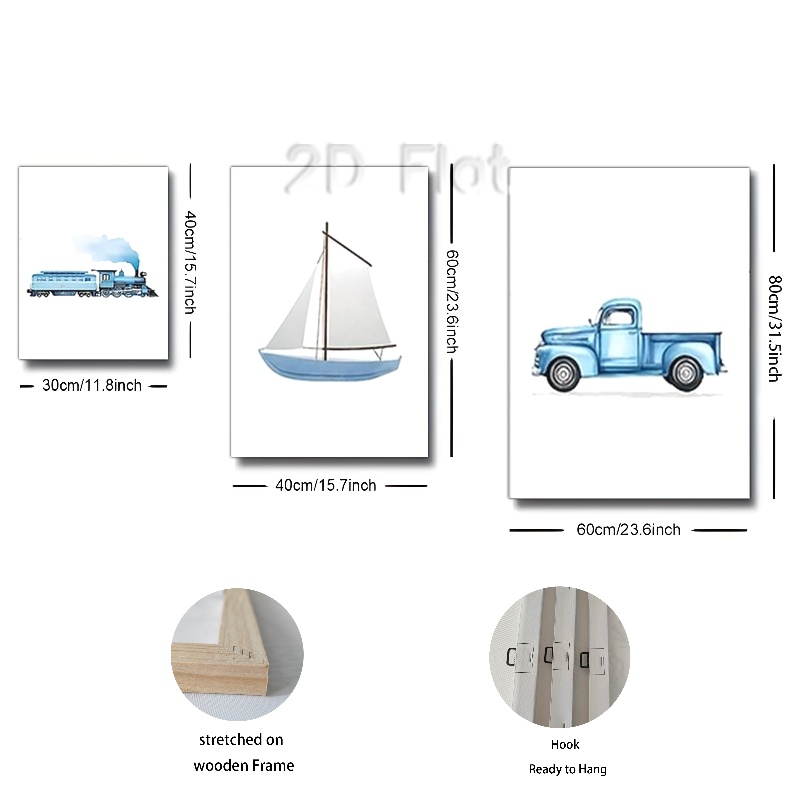 2D Flat
40cm/15.7inch
30cm/11.8inch
60cm/23.6inch
40cm/15.7inch
80cm/31.5inch
60cm/23.6inch
stretched on
wooden Frame
Hook
Ready to Hang